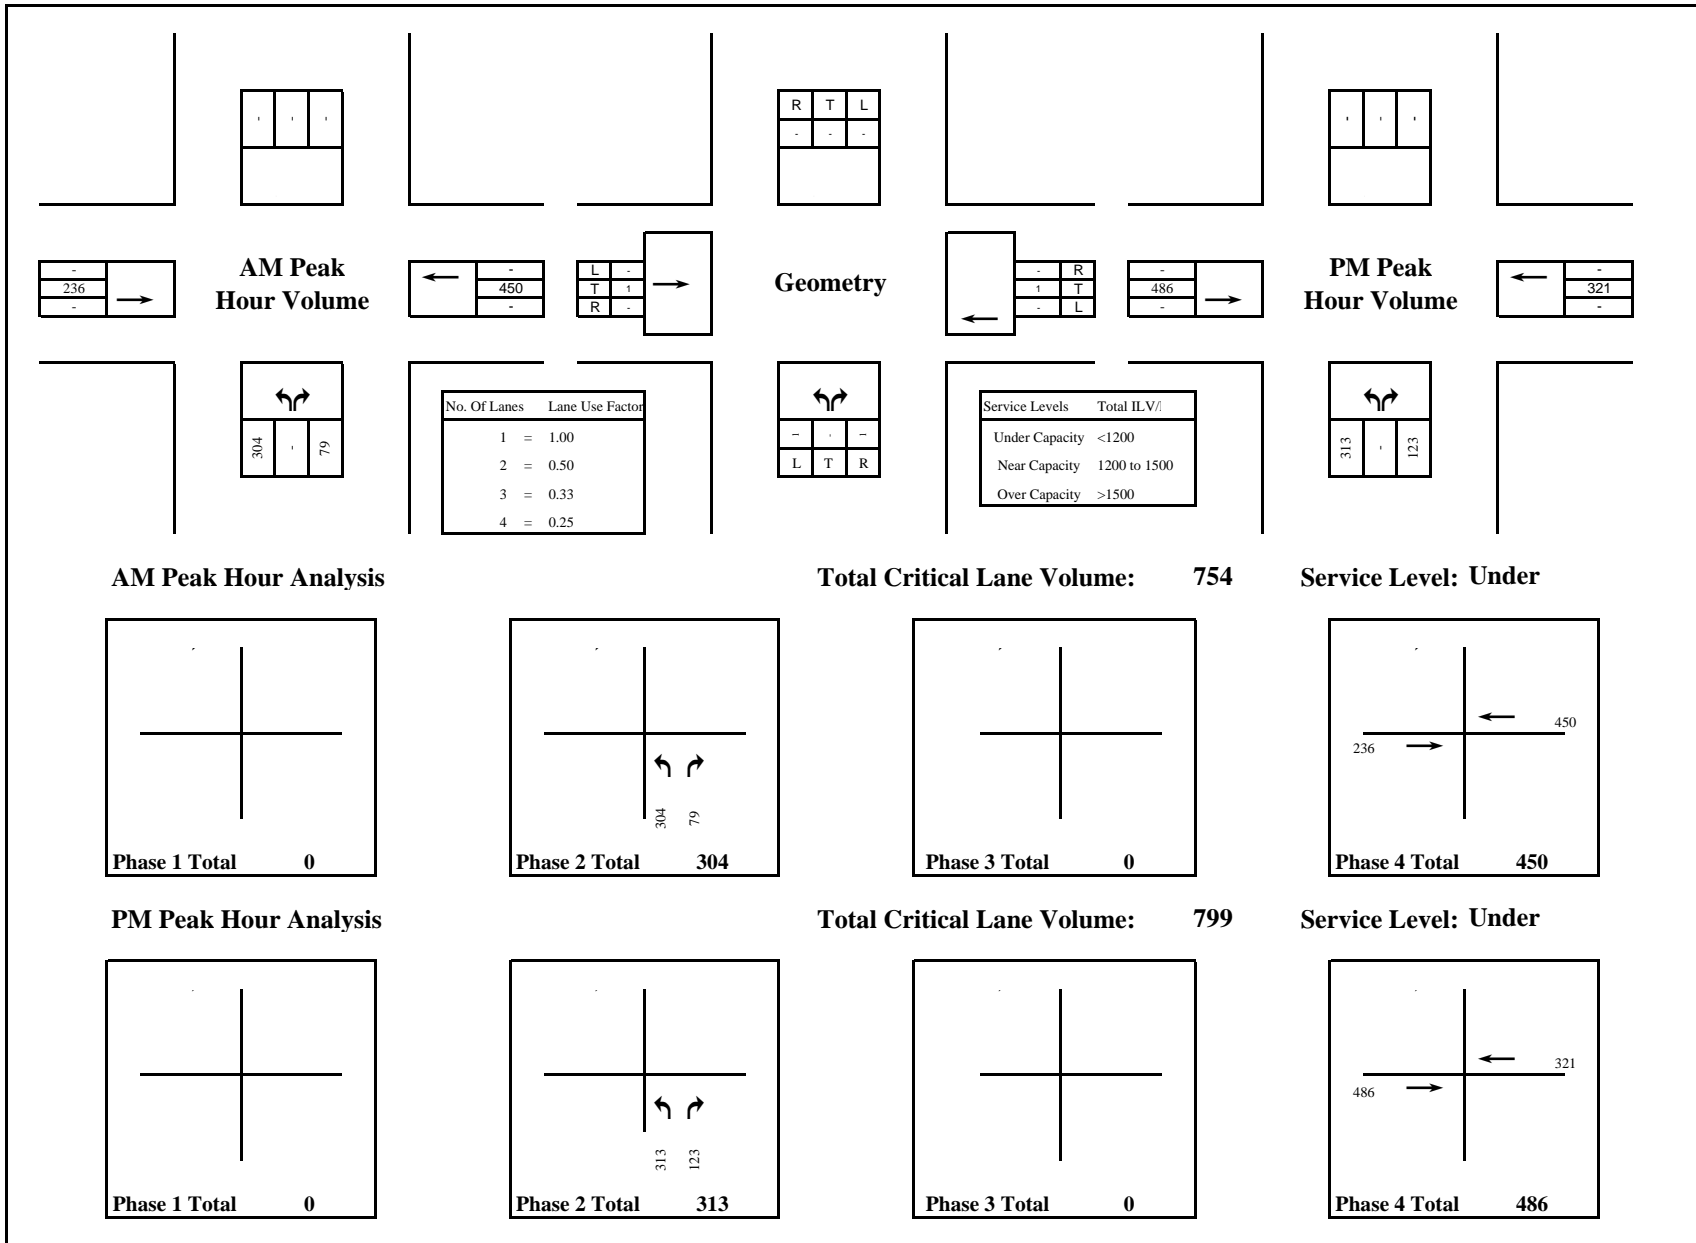 R T L
- - -
AM Peak
Hour Volume
-
236
-
-
450
-
L -
T 1
R -
Geometry
- R
1 T
- L
-
486
-
PM Peak
Hour Volume
-
321
-
304 - 79
No. Of Lanes Lane Use Factor
1 = 1.00
2 = 0.50
3 = 0.33
4 = 0.25
1 - 1
L T R
Service Levels Total ILV/
Under Capacity <1200
Near Capacity 1200 to 1500
Over Capacity >1500
313 - 123
AM Peak Hour Analysis Total Critical Lane Volume: 754 Service Level: Under
304 79
236 450
Phase 1 Total 0
Phase 2 Total 304
Phase 3 Total 0
Phase 4 Total 450
PM Peak Hour Analysis Total Critical Lane Volume: 799 Service Level: Under
313 123
486 321
Phase 1 Total 0
Phase 2 Total 313
Phase 3 Total 0
Phase 4 Total 486